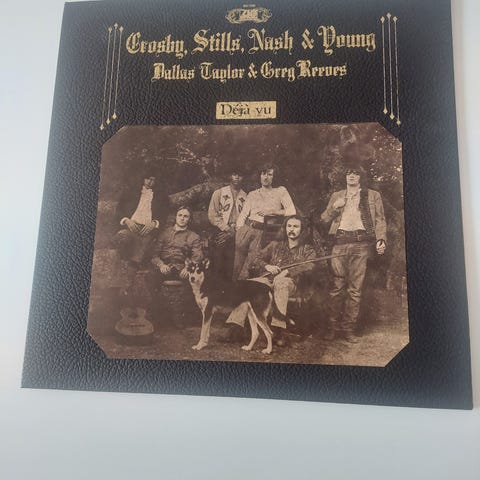 Crosby, Stills, Nash & Young
Dallas Taylor & Greg Reeves
Déjà vu